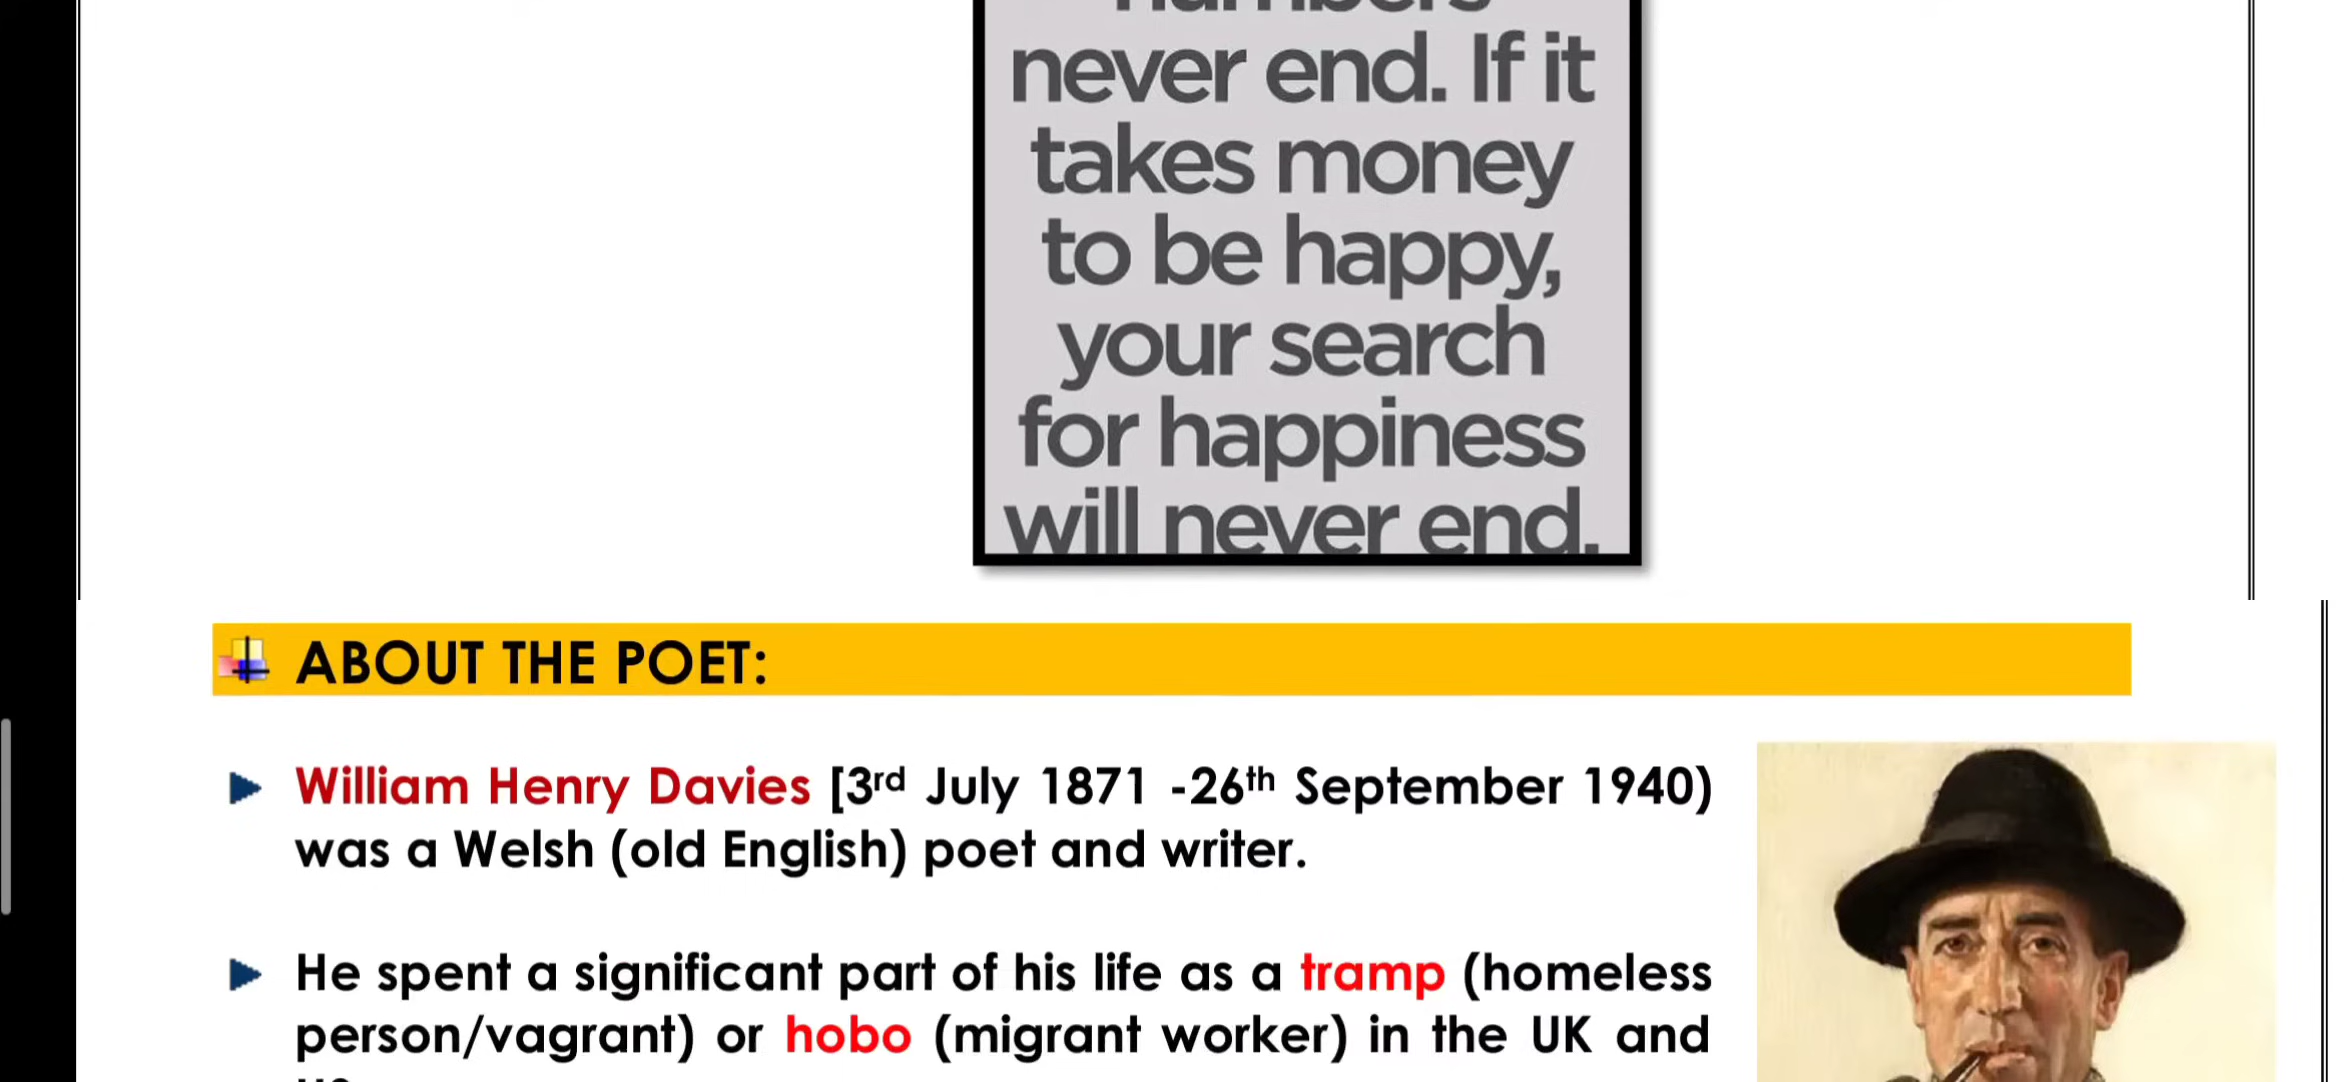 numbers
never end. If it
takes money
to be happy,
your search
for happiness
will never end.
ABOUT THE POET:
William Henry Davies [3rd July 1871 -26th September 1940)
was a Welsh (old English) poet and writer.
He spent a significant part of his life as a tramp (homeless
person/vagrant) or hobo (migrant worker) in the UK and